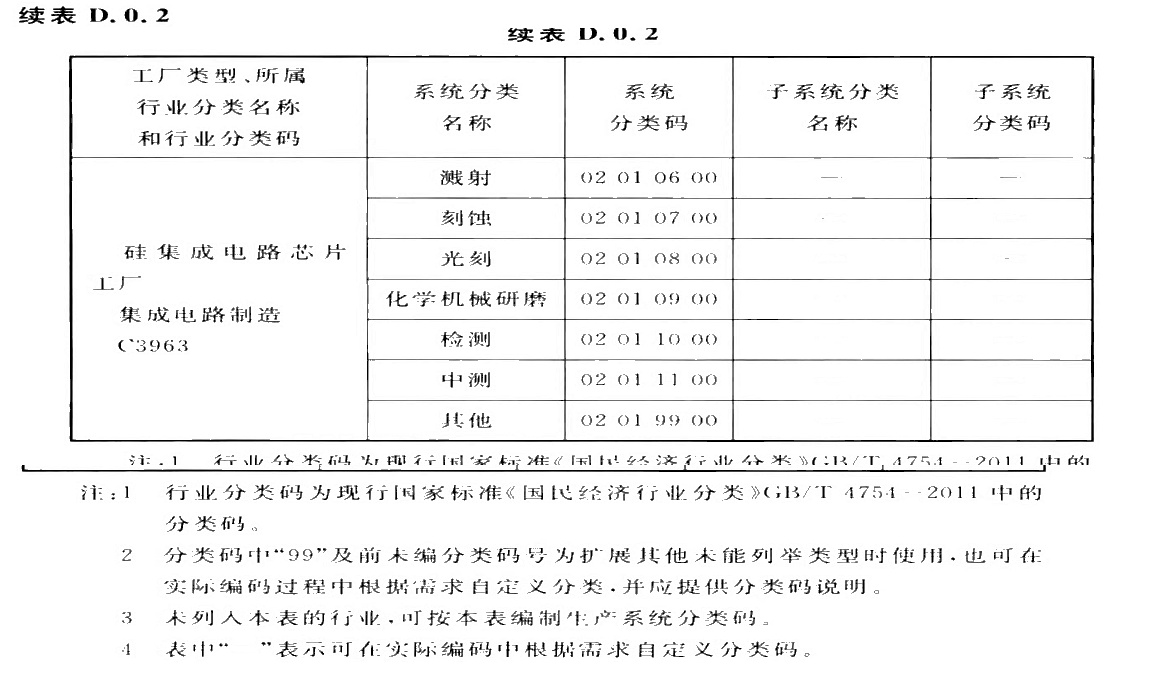 续表 D.0.2
续表 D.0.2
工厂类型、所属
行业分类名称
和行业分类码
系统分类
名称
系统
分类码
子系统分类
名称
子系统
分类码
硅集成电路芯片
工厂
集成电路制造
C3963
溅射 02 01 06 00 — —
刻蚀 02 01 07 00
光刻 02 01 08 00
化学机械研磨 02 01 09 00
检测 02 01 10 00
中测 02 01 11 00
其他 02 01 99 00
注:1 行业分类码为现行国家标准《国民经济行业分类》GB/T 4754--2011 中的
注:1 行业分类码为现行国家标准《国民经济行业分类》GB/T 4754--2011 中的
分类码。
2 分类码中“99”及前未编分类码号为扩展其他未能列举类型时使用,也可在
实际编码过程中根据需求自定义分类,并应提供分类码说明。
3 未列入本表的行业,可按本表编制生产系统分类码。
4 表中“ ”表示可在实际编码中根据需求自定义分类码。